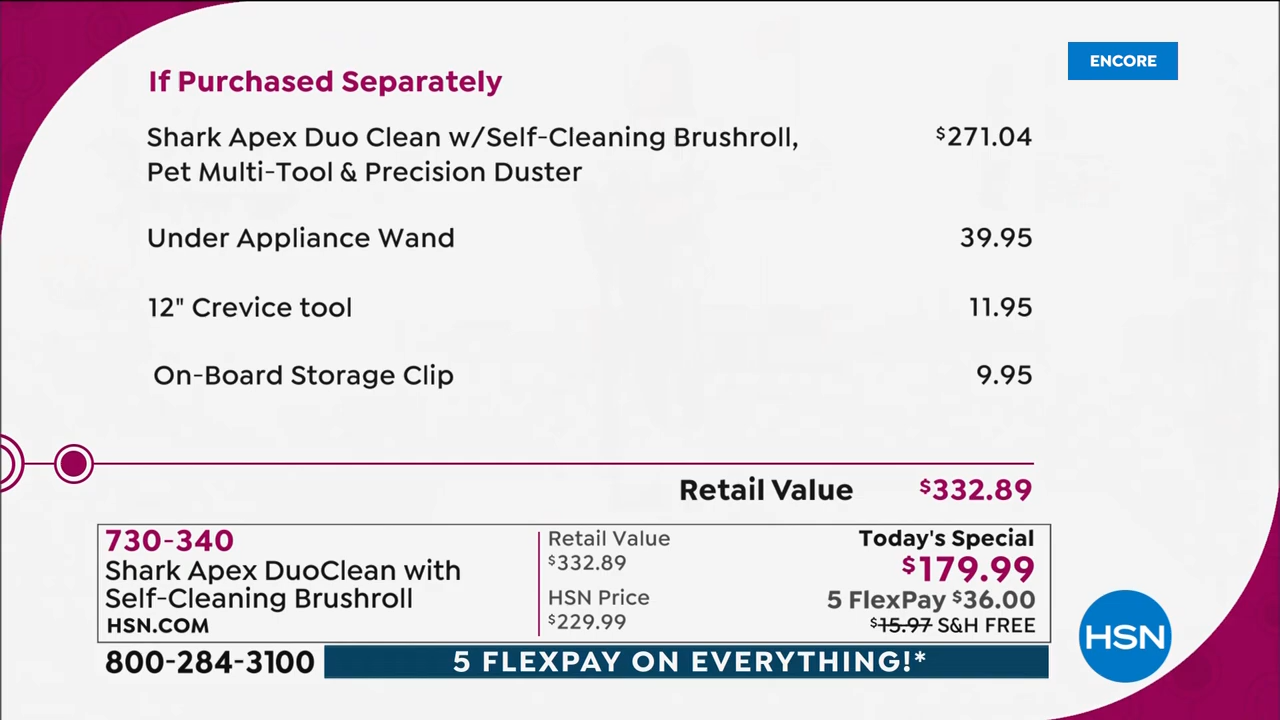 ENCORE
If Purchased Separately
Shark Apex Duo Clean w/Self-Cleaning Brushroll, $271.04
Pet Multi-Tool & Precision Duster
Under Appliance Wand 39.95
12" Crevice tool 11.95
On-Board Storage Clip 9.95
Retail Value $332.89
730-340
Shark Apex DuoClean with
Self-Cleaning Brushroll
HSN.COM
Retail Value
$332.89
HSN Price
$229.99
Today's Special
$179.99
5 FlexPay $36.00
$15.97 S&H FREE
HSN
800-284-3100
5 FLEXPAY ON EVERYTHING!*